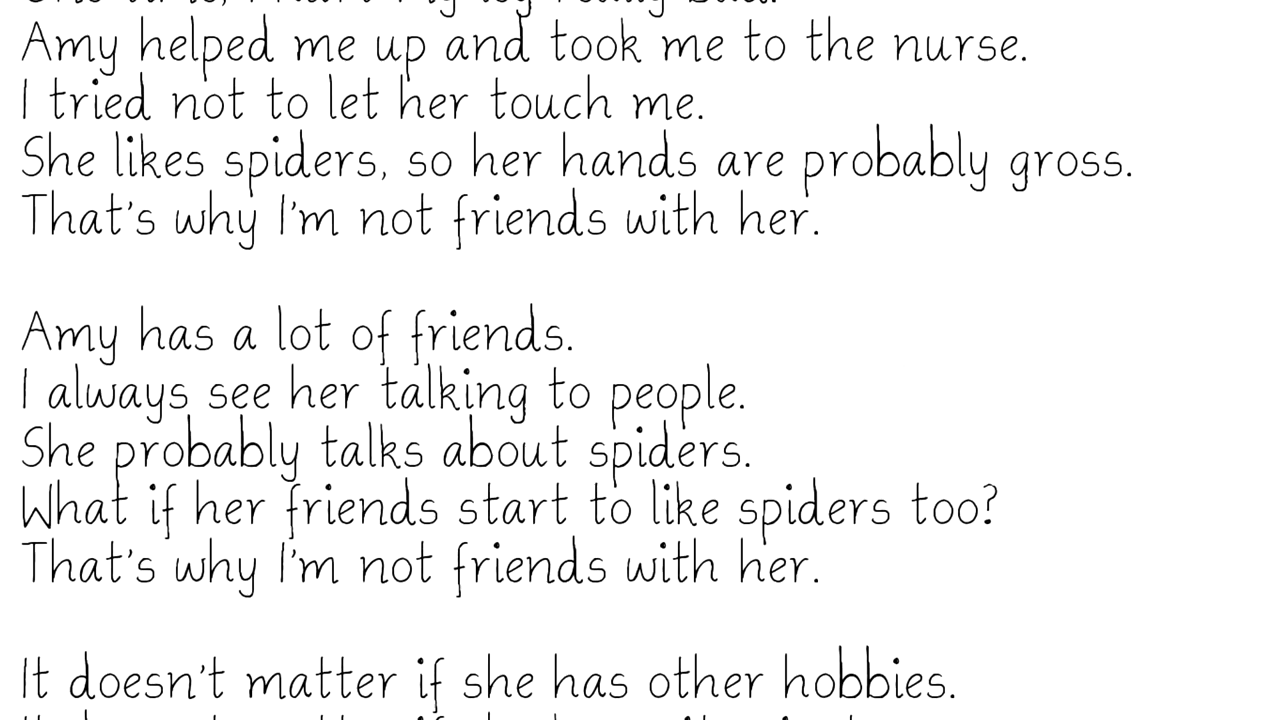 Amy helped me up and took me to the nurse.
I tried not to let her touch me.
She likes spiders, so her hands are probably gross.
That's why I'm not friends with her.
Amy has a lot of friends.
I always see her talking to people.
She probably talks about spiders.
What if her friends start to like spiders too?
That's why I'm not friends with her.
It doesn't matter if she has other hobbies.